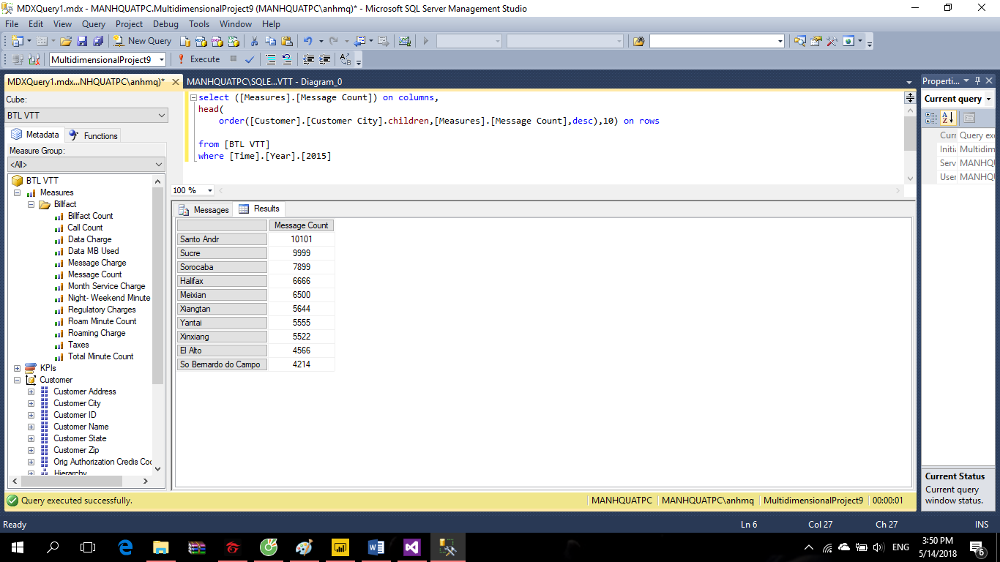 MDXQuery1.mdx - MANHQUATPC.MultidimensionalProject9 (MANHQUATPC\anhmq)* - Microsoft SQL Server Management Studio
File Edit View Query Project Debug Tools Window Help
New Query
MultidimensionalProject9 Execute
MDXQuery1.mdx...NHQUATPC\anhmq)* MANHQUATPC\SQLE...VTT - Diagram_0
Cube:
BTL VTT
Metadata Functions
Measure Group:
<All>
BTL VTT
Measures
Billfact
Billfact Count
Call Count
Data Charge
Data MB Used
Message Charge
Message Count
Month Service Charge
Night- Weekend Minute
Regulatory Charges
Roam Minute Count
Roaming Charge
Taxes
Total Minute Count
KPIs
Customer
Customer Address
Customer City
Customer ID
Customer Name
Customer State
Customer Zip
Orig Authorization Credis Coc
Hierarchy
select ([Measures].[Message Count]) on columns,
head(
order([Customer].[Customer City].children,[Measures].[Message Count],desc),10) on rows
from [BTL VTT]
where [Time].[Year].[2015]
100 %
Messages Results
Message Count
Santo Andr 10101
Sucre 9999
Sorocaba 7899
Halifax 6666
Meixian 6500
Xiangtan 5644
Yantai 5555
Xinxiang 5522
El Alto 4566
So Bernardo do Campo 4214
Properti...
Current query
Curr Query exe
Initi Multidim
Serv MANHQU
User MANHQU
Current Status
Current query
window status.
Query executed successfully. MANHQUATPC MANHQUATPC\anhmq MultidimensionalProject9 00:00:01
Ready Ln 6 Col 27 Ch 27 INS
ENG
3:50 PM
5/14/2018
6